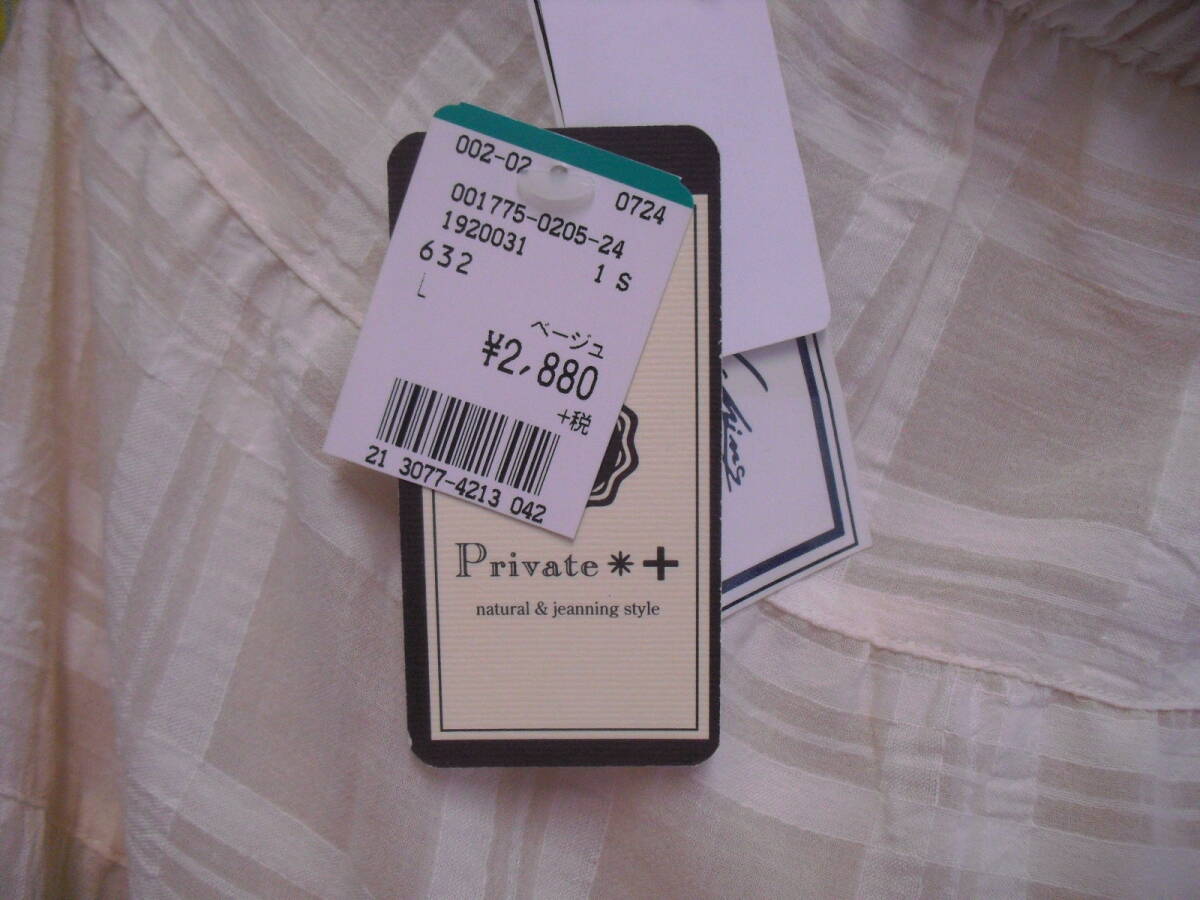 002-02
0724
001775-0205-24
1920031 1 S
632
L
ベージュ
¥2,880
+税
21 3077-4213 042
Private*+
natural & jeanning style